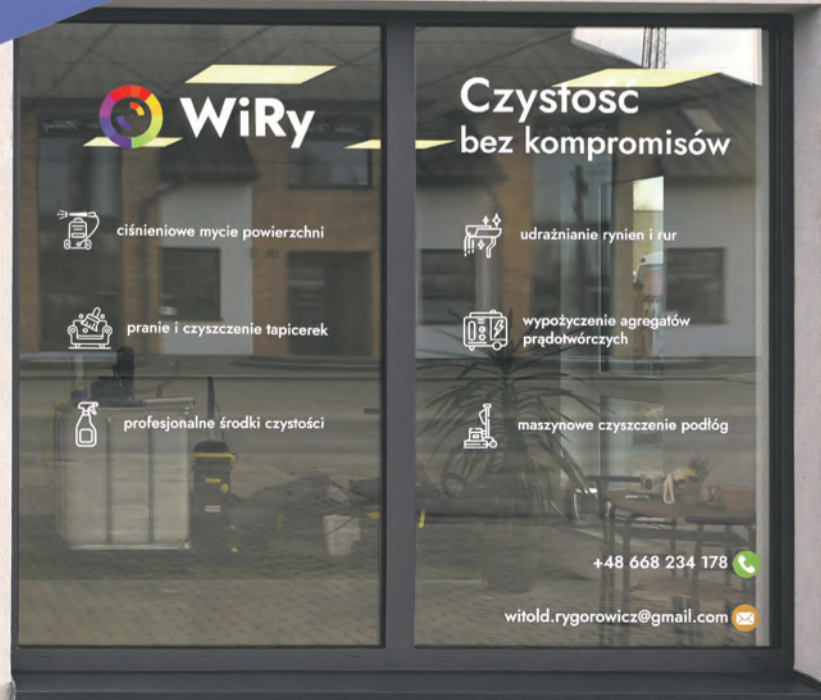 WiRy
ciśnieniowe mycie powierzchni
pranie i czyszczenie tapicerek
profesjonalne środki czystości
Czystość
bez kompromisów
udrażnianie rynien i rur
wypożyczenie agregatów
prądotwórczych
maszynowe czyszczenie podłóg
+48 668 234 178
witold.rygorowicz@gmail.com